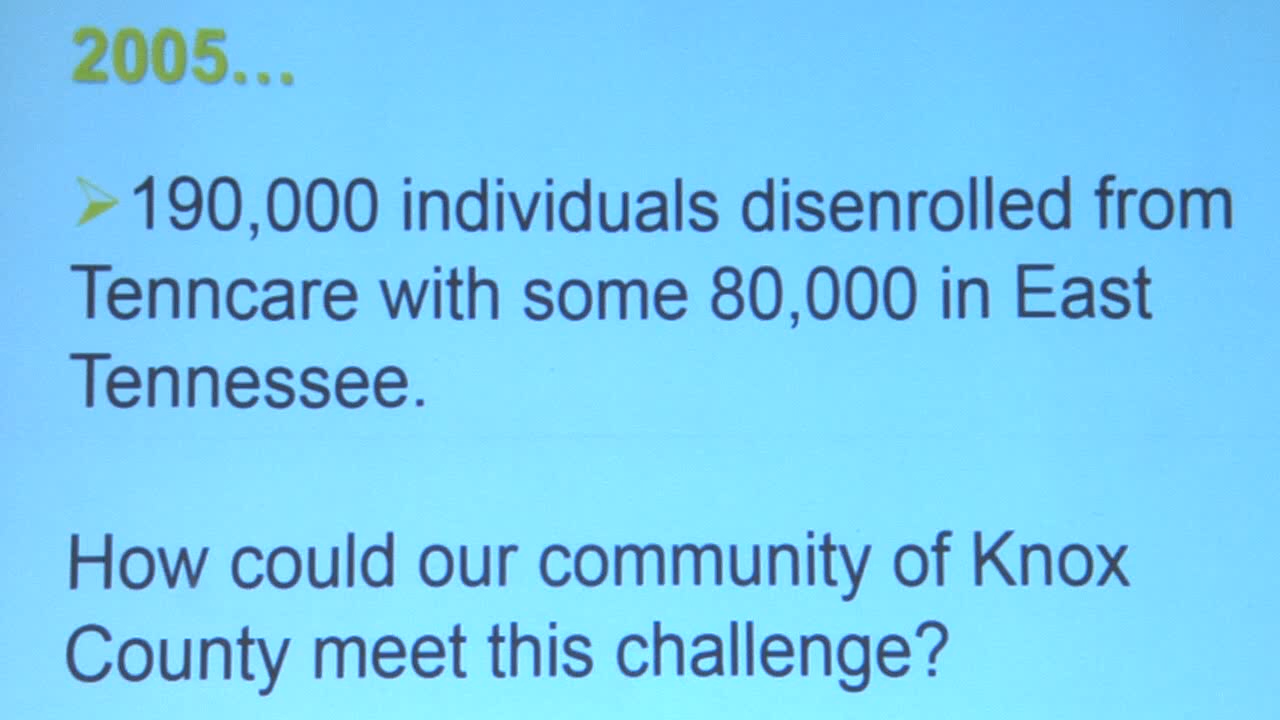 2005...
190,000 individuals disenrolled from
Tenncare with some 80,000 in East
Tennessee.
How could our community of Knox
County meet this challenge?